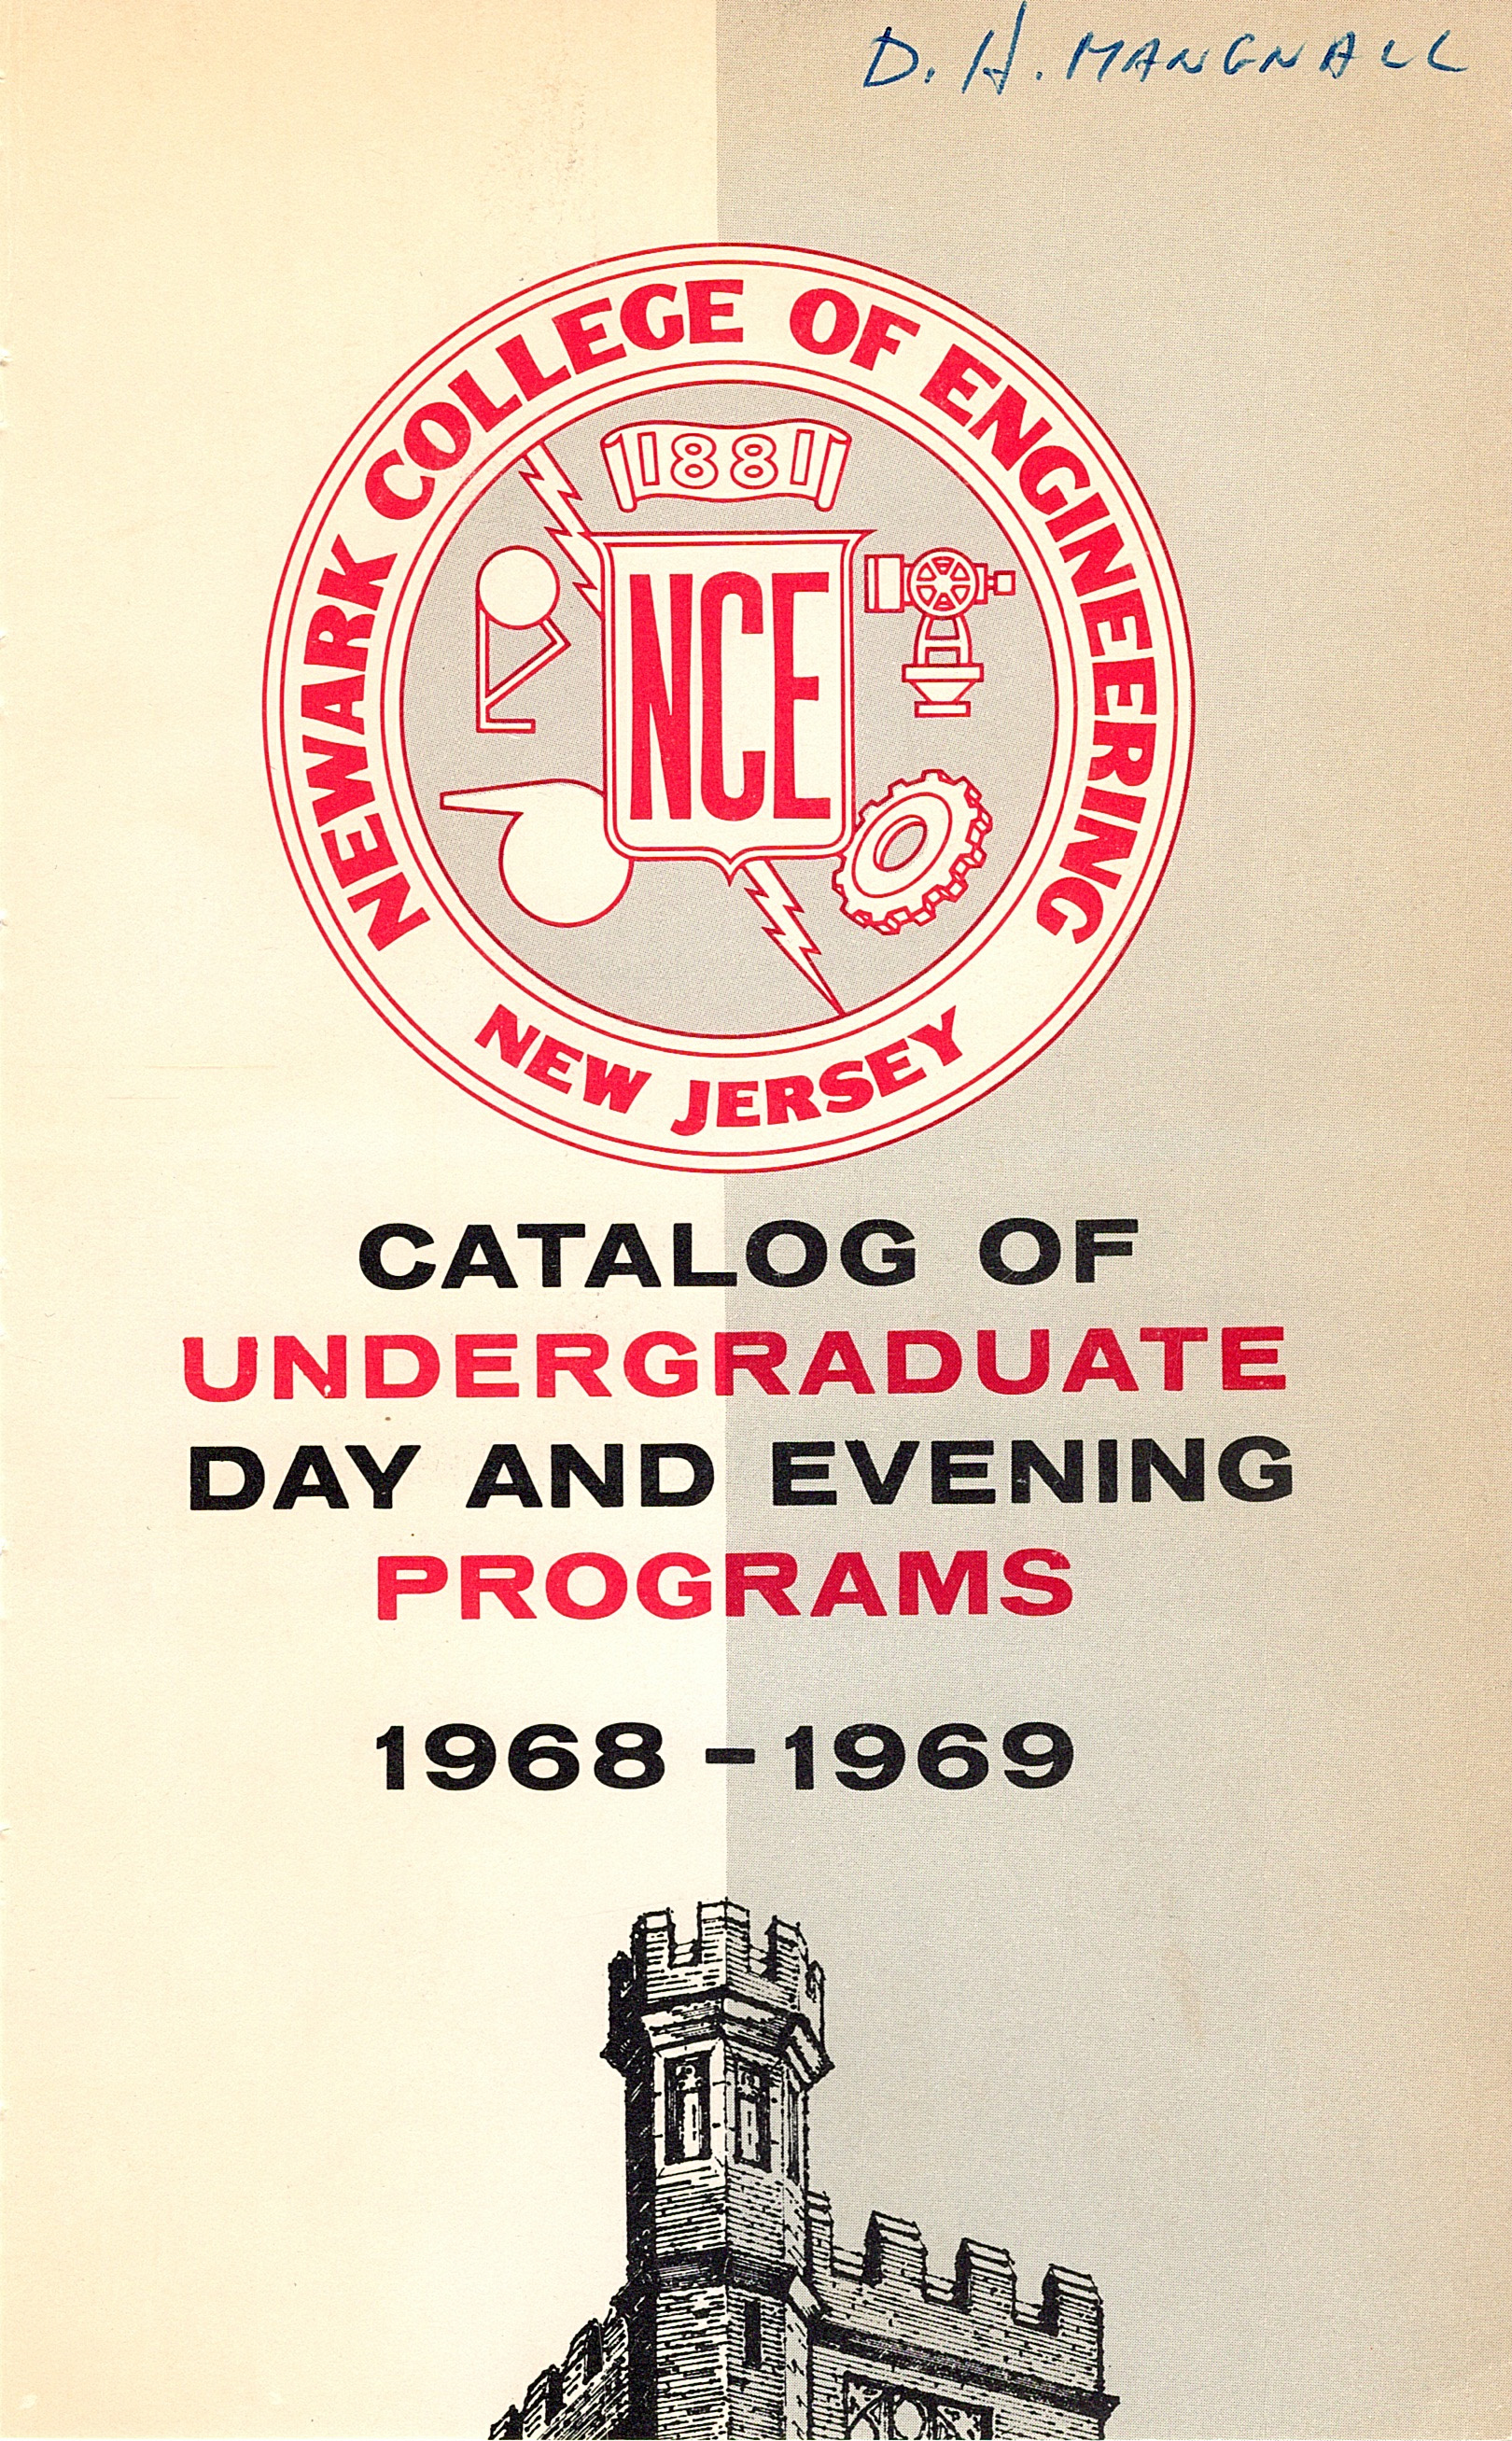 D. H. MANGNALL
NEWARK COLLEGE OF ENGINEERING
1881
NCE
NEW JERSEY
CATALOG OF
UNDERGRADUATE
DAY AND EVENING
PROGRAMS
1968-1969